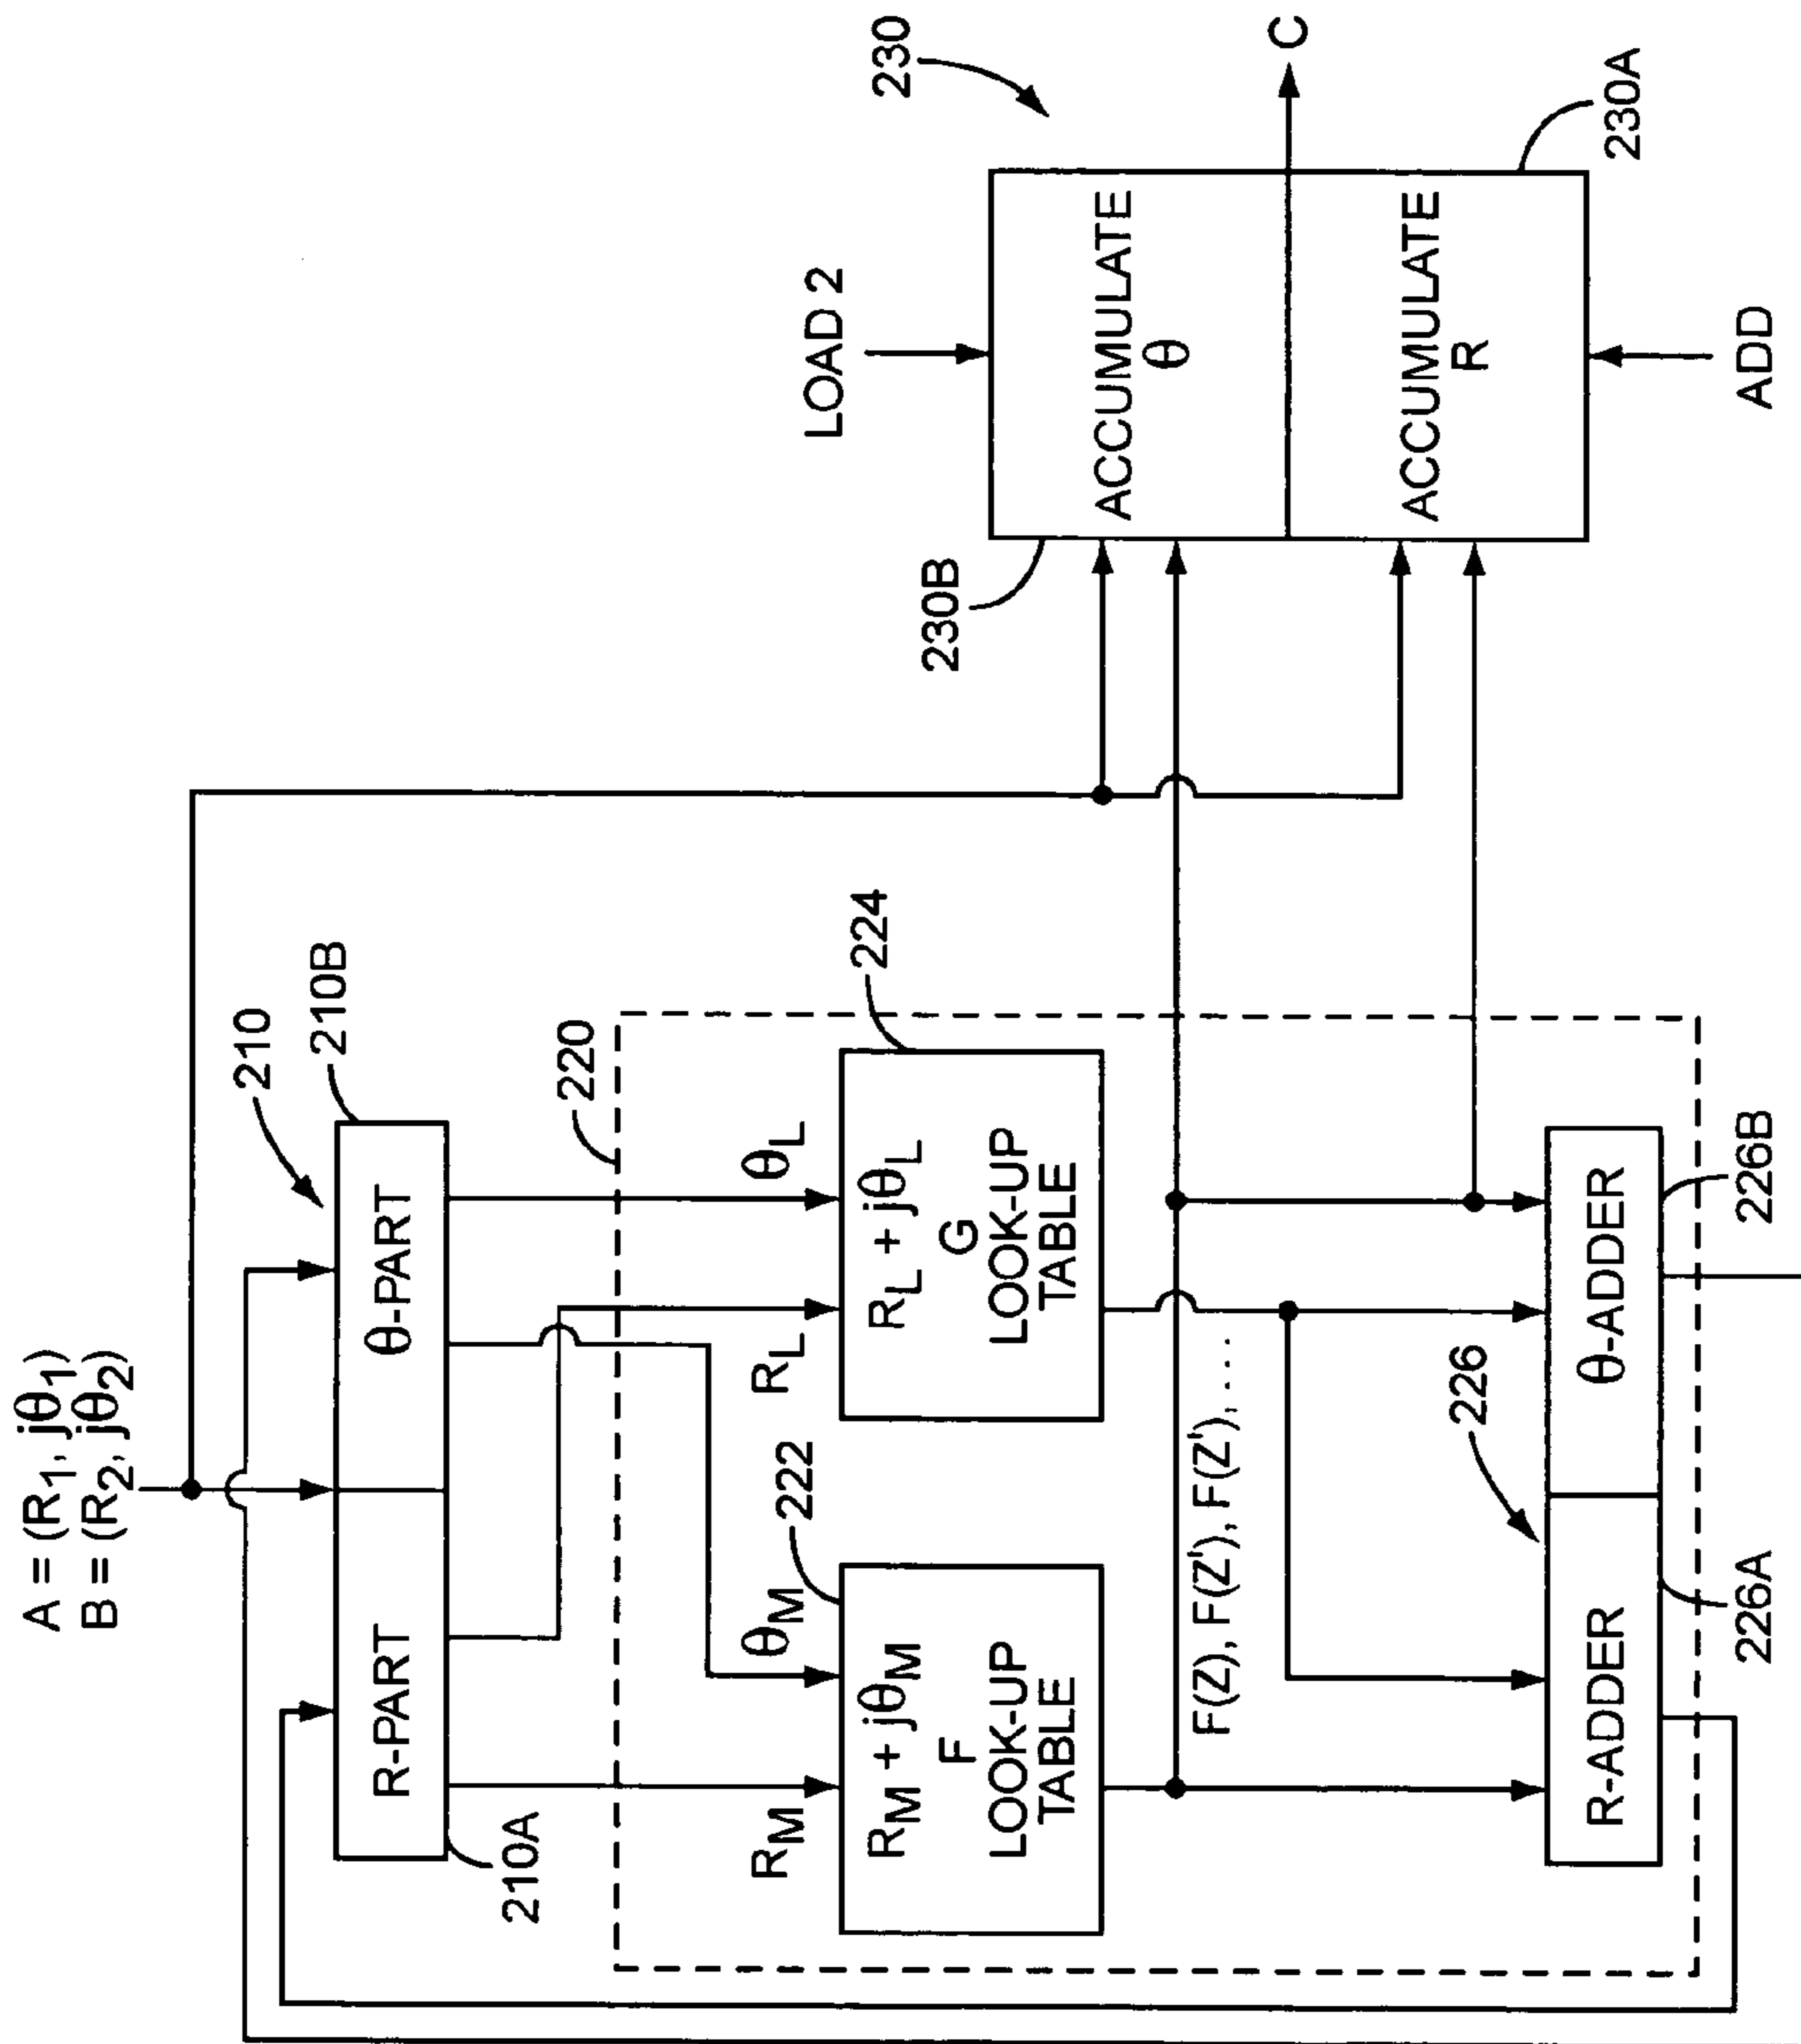 A = (R1, jθ1)
B = (R2, jθ2)
210
210B
R-PART
θ-PART
210A
220
RM
θM
222
RL
θL
224
RM + jθM
F
LOOK-UP
TABLE
RL + jθL
G
LOOK-UP
TABLE
F(Z), F(Z'), F(Z'), . . .
226
R-ADDER
θ-ADDER
226A
226B
230
LOAD 2
230B
ACCUMULATE
θ
ACCUMULATE
R
C
230A
ADD